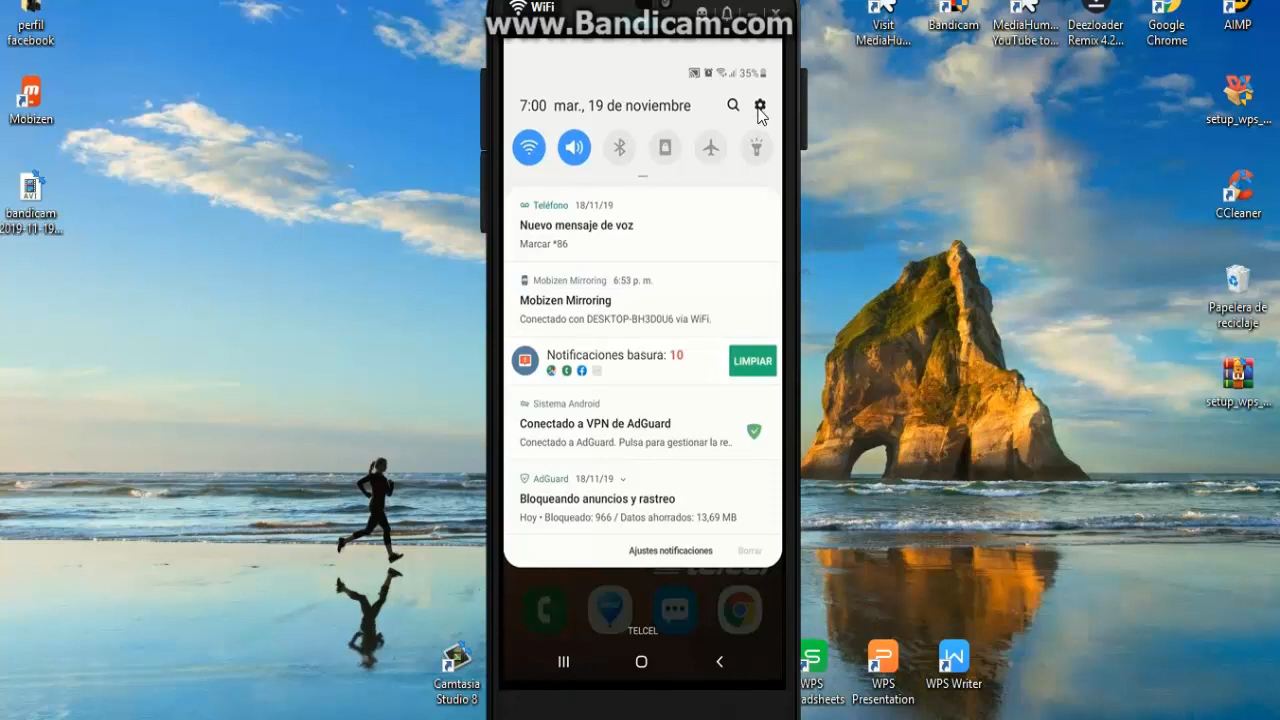 perfil
facebook
Mobizen
AVI
bandicam
2019-11-19...
Camtasia
Studio 8
WiFi
www.Bandicam.com
35%
7:00 mar., 19 de noviembre
Teléfono 18/11/19
Nuevo mensaje de voz
Marcar *86
Mobizen Mirroring 6:53 p. m.
Mobizen Mirroring
Conectado con DESKTOP-BH3D0U6 via WiFi.
Notificaciones basura: 10
LIMPIAR
Sistema Android
Conectado a VPN de AdGuard
Conectado a AdGuard. Pulsa para gestionar la re..
AdGuard 18/11/19
Bloqueando anuncios y rastreo
Hoy • Bloqueado: 966 / Datos ahorrados: 13,69 MB
Ajustes notificaciones Borrar
TELCEL
Visit
MediaHu...
Bandicam
MediaHum...
YouTube to...
Deezloader
Remix 4.2...
Google
Chrome
AIMP
setup_wps_...
CCleaner
Papelera de
reciclaje
setup_wps_...
WPS
adsheets
WPS
Presentation
WPS Writer